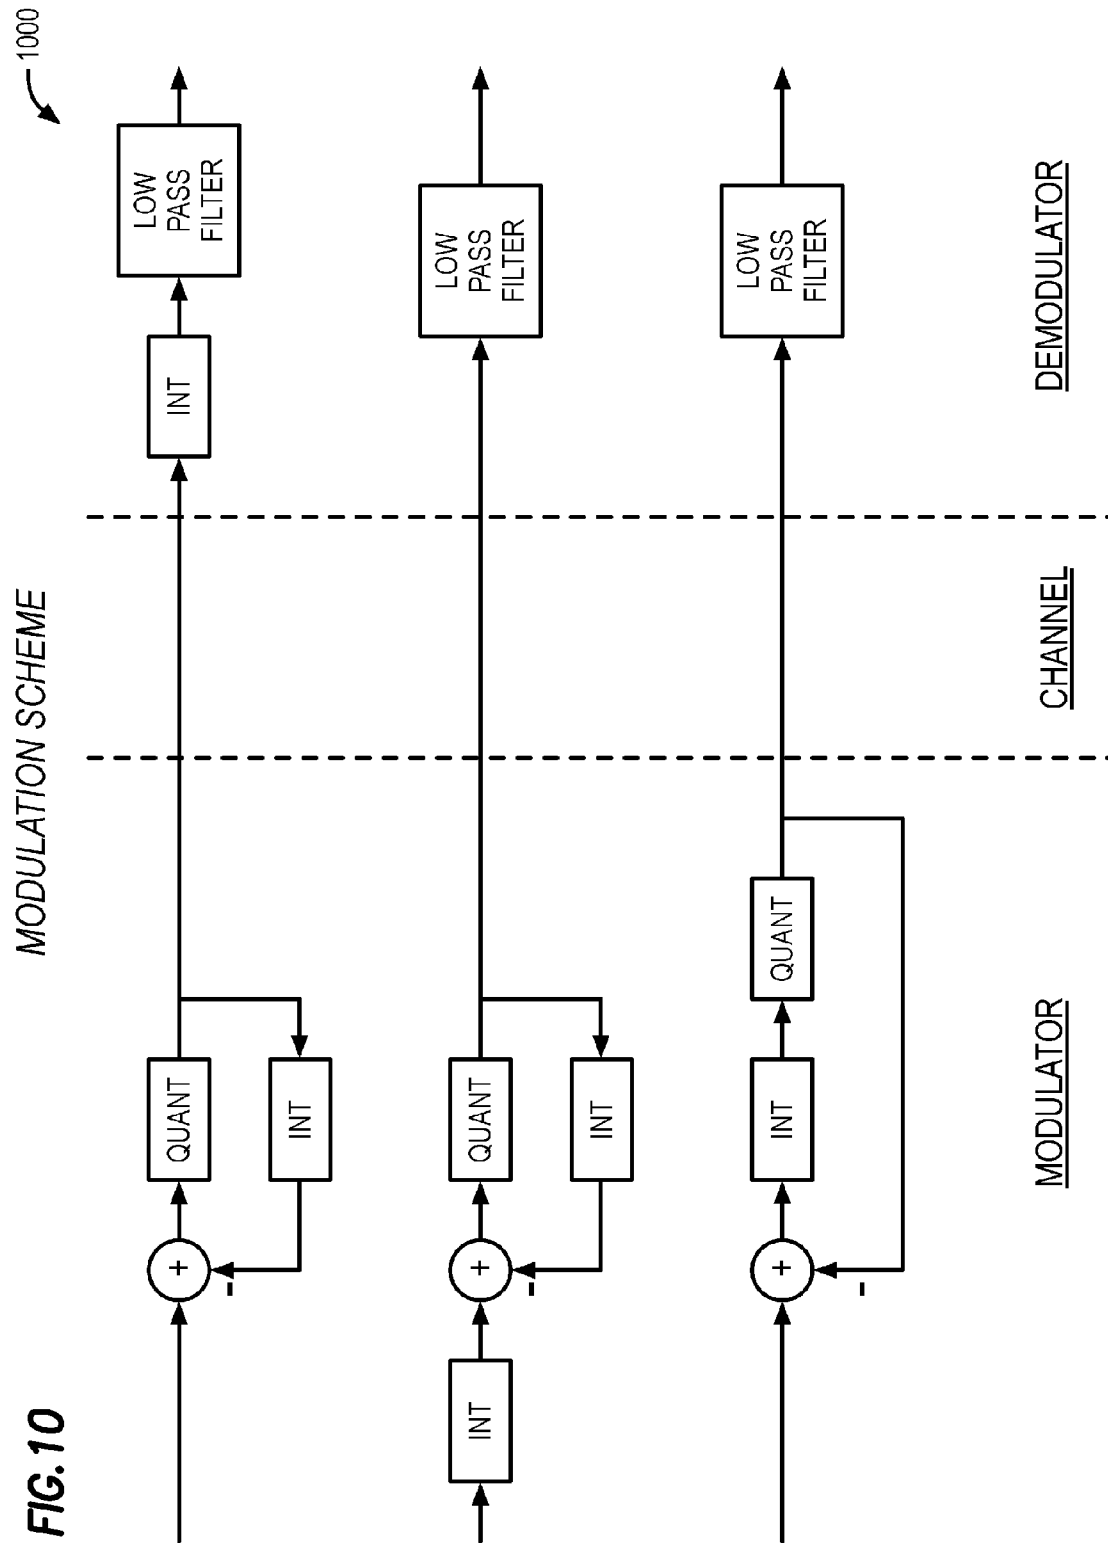 FIG.10
MODULATION SCHEME
1000
+
QUANT
INT
-
INT
LOW
PASS
FILTER
INT
+
QUANT
INT
-
LOW
PASS
FILTER
+
INT
QUANT
-
LOW
PASS
FILTER
MODULATOR
CHANNEL
DEMODULATOR